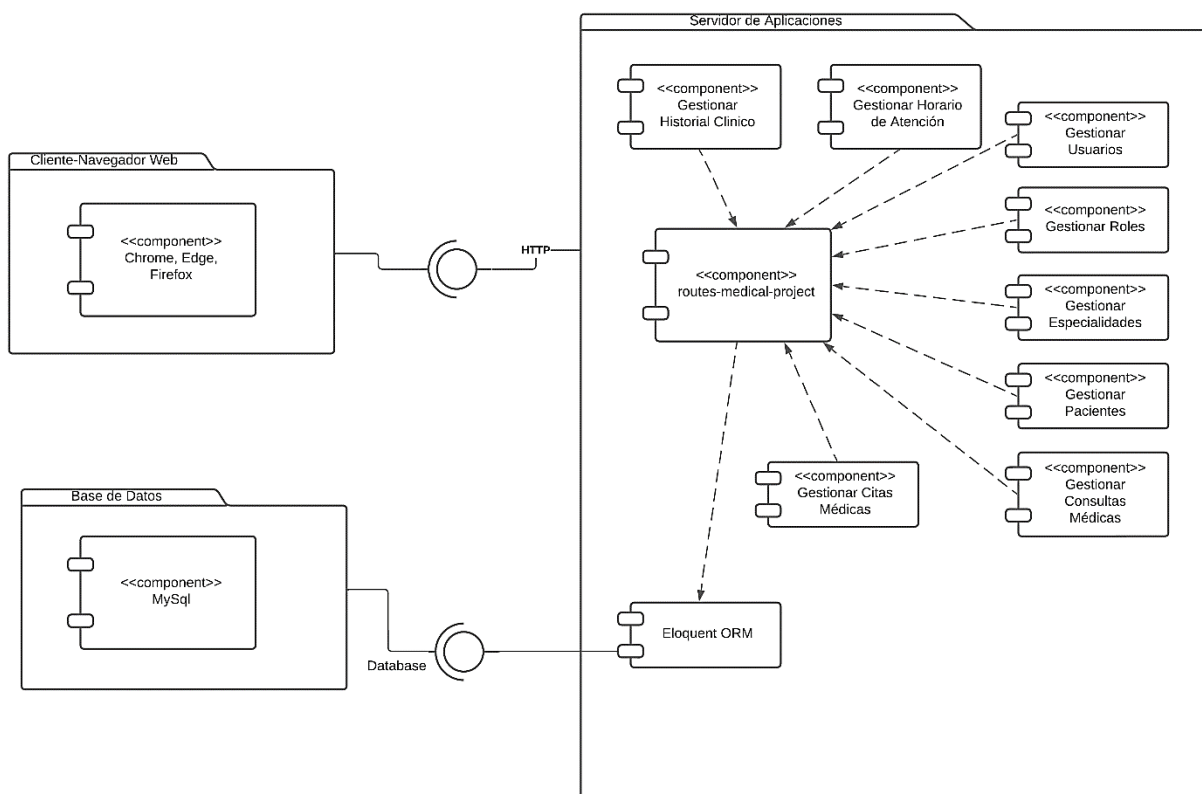 Servidor de Aplicaciones
<<component>>
Gestionar
Historial Clinico
<<component>>
Gestionar Horario
de Atención
<<component>>
Gestionar
Usuarios
Cliente-Navegador Web
<<component>>
Chrome, Edge,
Firefox
HTTP
<<component>>
routes-medical-project
<<component>>
Gestionar Roles
<<component>>
Gestionar
Especialidades
<<component>>
Gestionar
Pacientes
<<component>>
Gestionar Citas
Médicas
<<component>>
Gestionar
Consultas
Médicas
Base de Datos
<<component>>
MySql
Database
Eloquent ORM